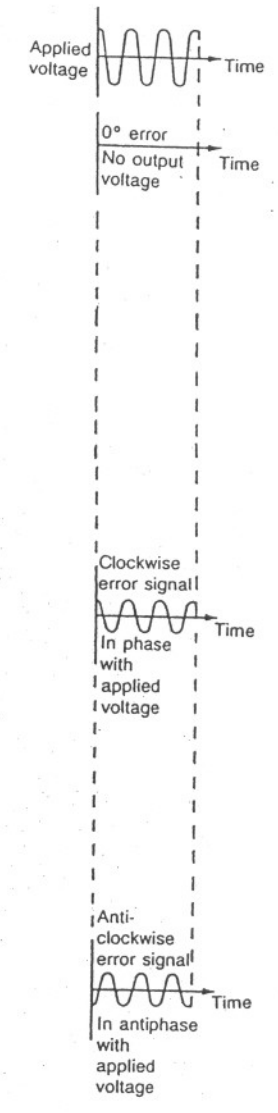 Applied
voltage
Time
0° error
No output
voltage
Time
Clockwise
error signal
Time
In phase
with
applied
voltage
Anti-
clockwise
error signal
Time
In antiphase
with
applied
voltage